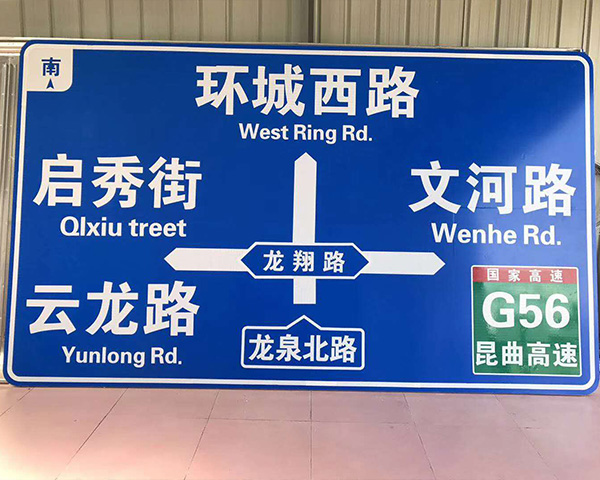 南
环城西路
West Ring Rd.
启秀街
Qlxiu treet
文河路
Wenhe Rd.
龙翔路
云龙路
Yunlong Rd.
龙泉北路
国家高速
G56
昆曲高速